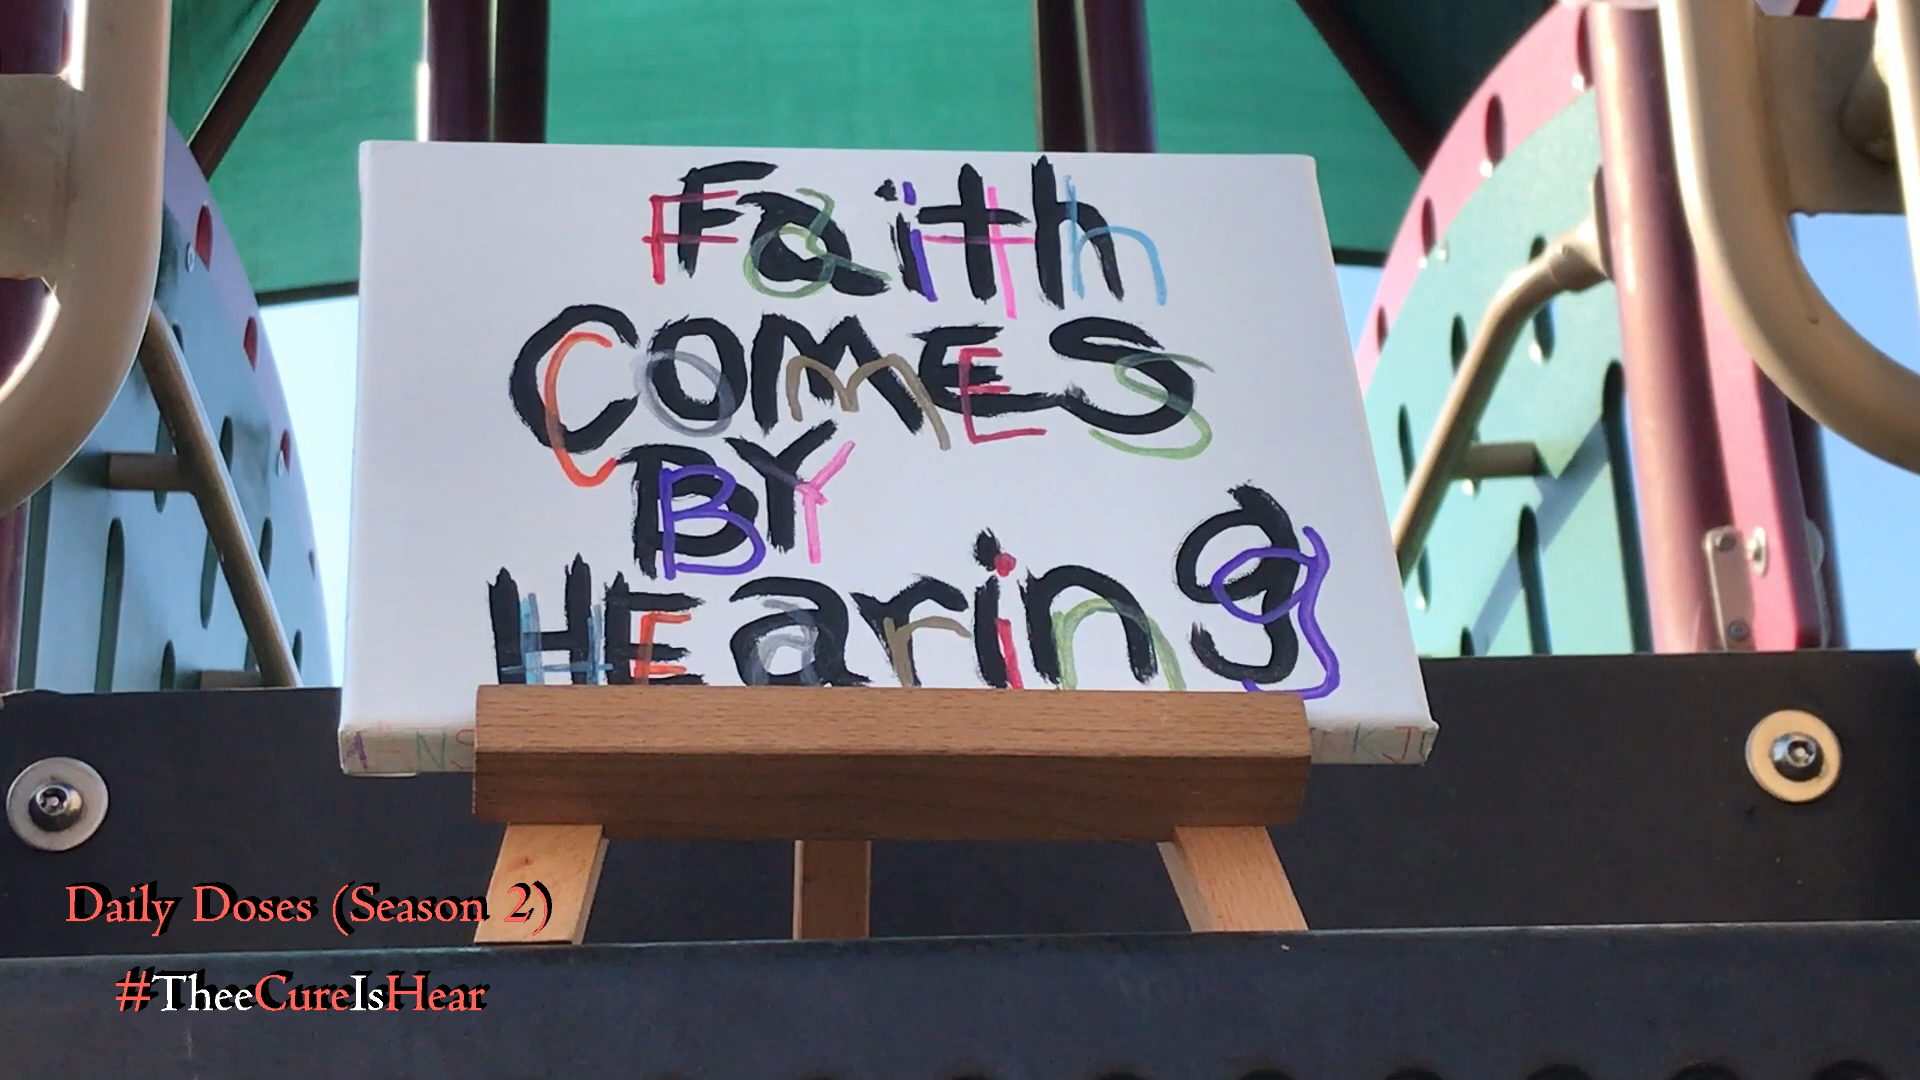 Faith
COMES
BY
HEaring
Daily Doses (Season 2)
#TheeCureIsHear